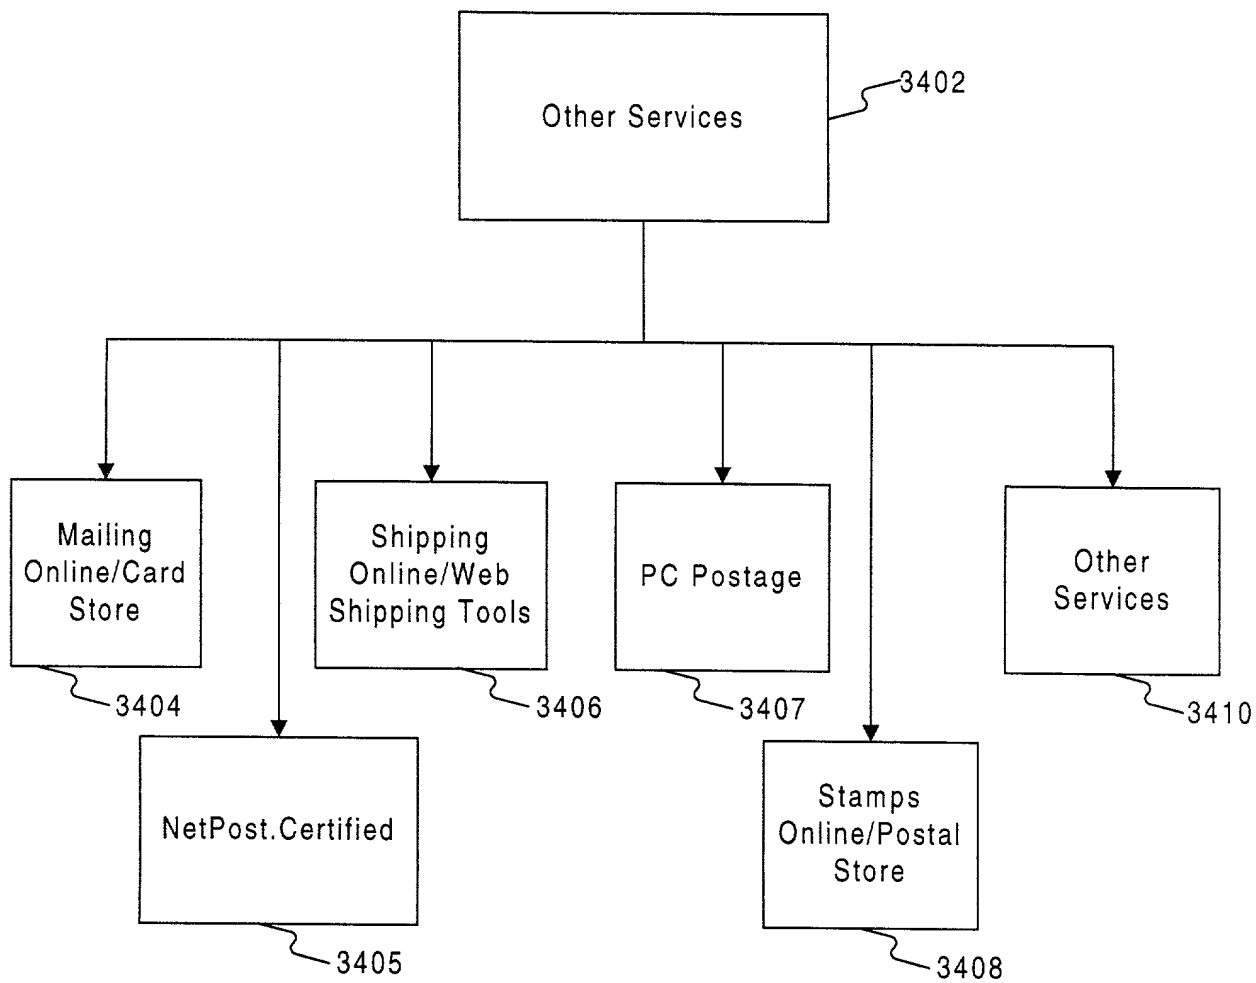 Other Services
3402
Mailing
Online/Card
Store
3404
Shipping
Online/Web
Shipping Tools
3406
PC Postage
3407
Other
Services
3410
NetPost.Certified
3405
Stamps
Online/Postal
Store
3408